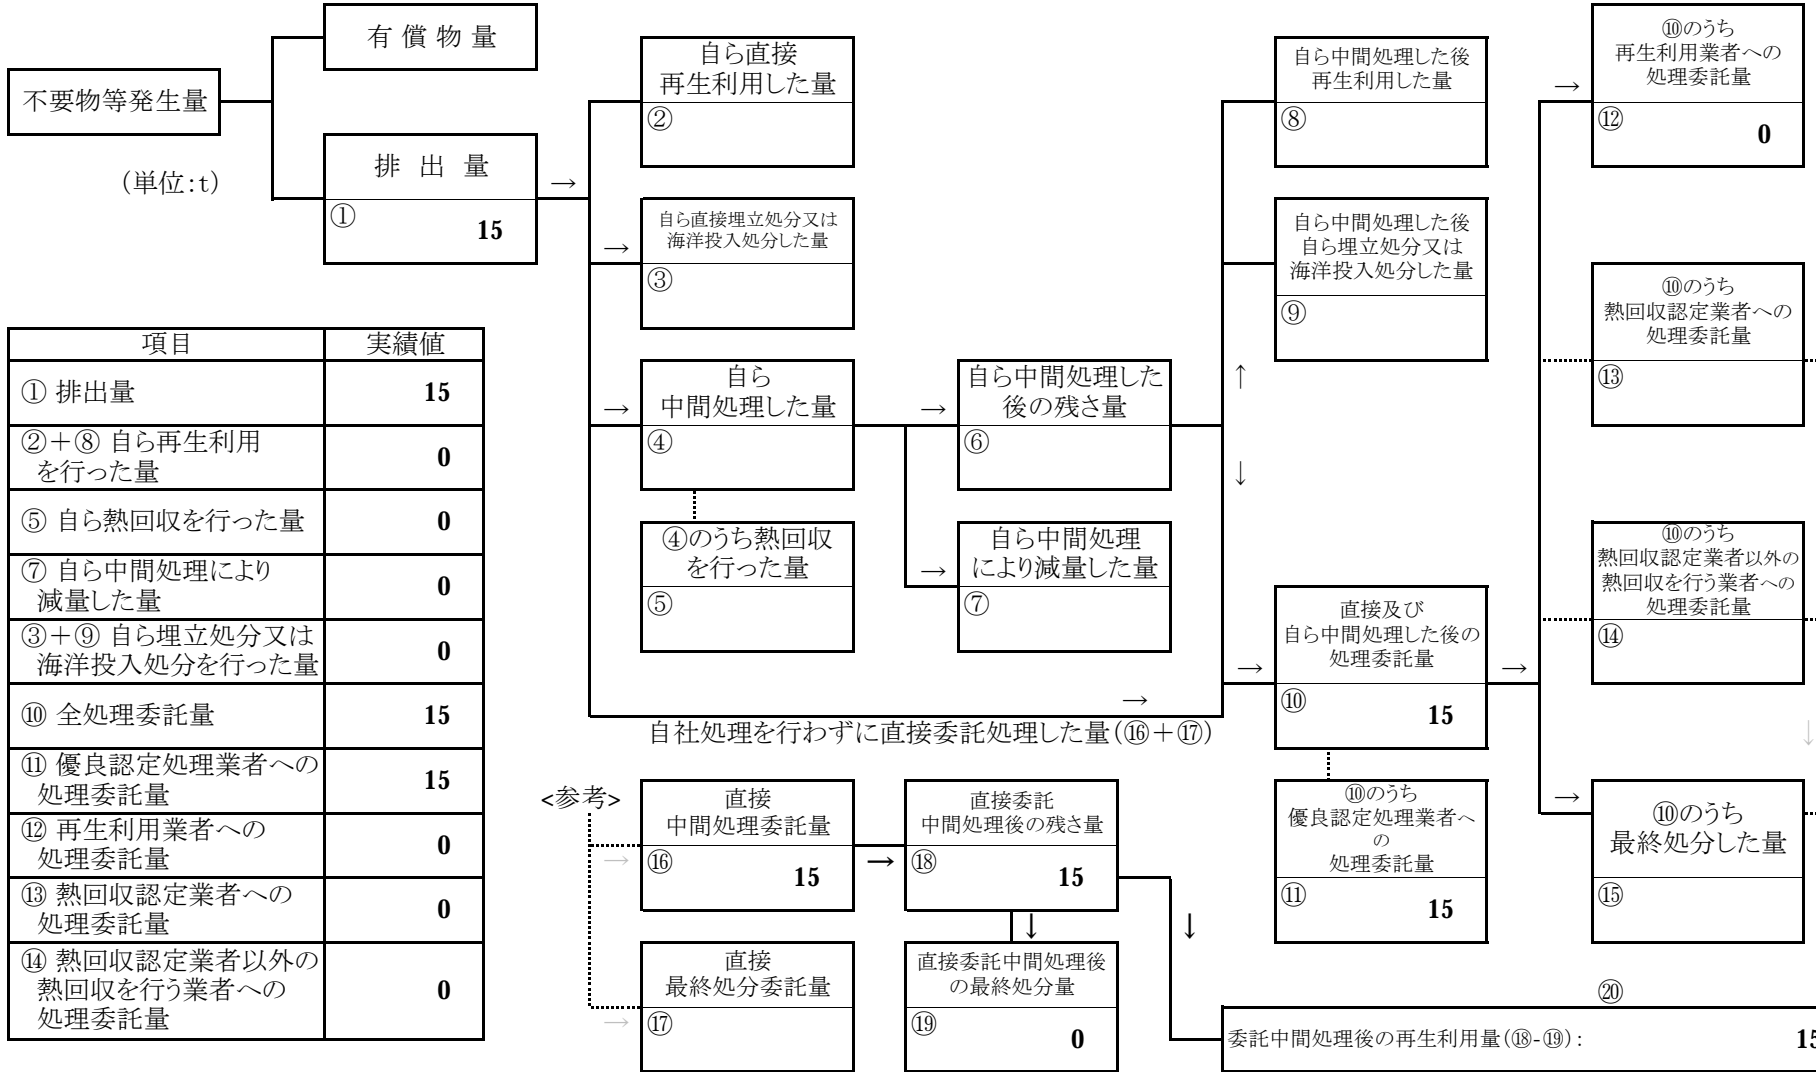 不要物等発生量
(単位:t)
有 償 物 量
排 出 量
→
①
15
自ら直接
再生利用した量
②
→
自ら直接埋立処分又は
海洋投入処分した量
③
→
自ら
中間処理した量
④
④のうち熱回収
を行った量
⑤
→
自ら中間処理した
後の残さ量
⑥
→
自ら中間処理
により減量した量
⑦
↑
↓
自ら中間処理した後
再生利用した量
⑧
自ら中間処理した後
自ら埋立処分又は
海洋投入処分した量
⑨
→
自社処理を行わずに直接委託処理した量(⑯+⑰)
→
直接及び
自ら中間処理した後の
処理委託量
⑩
15
⑩のうち
優良認定処理業者へ
の
処理委託量
⑪
15
→
→
⑩のうち
再生利用業者への
処理委託量
⑫
0
⑩のうち
熱回収認定業者への
処理委託量
⑬
⑩のうち
熱回収認定業者以外の
熱回収を行う業者への
処理委託量
⑭
↓
→
⑩のうち
最終処分した量
⑮
項目 実績値
① 排出量 15
②+⑧ 自ら再生利用
を行った量 0
⑤ 自ら熱回収を行った量 0
⑦ 自ら中間処理により
減量した量 0
③+⑨ 自ら埋立処分又は
海洋投入処分を行った量 0
⑩ 全処理委託量 15
⑪ 優良認定処理業者への
処理委託量 15
⑫ 再生利用業者への
処理委託量 0
⑬ 熱回収認定業者への
処理委託量 0
⑭ 熱回収認定業者以外の
熱回収を行う業者への
処理委託量 0
<参考>
→
直接
中間処理委託量
⑯
15
→
直接委託
中間処理後の残さ量
⑱
15
↓
↓
→
直接
最終処分委託量
⑰
直接委託中間処理後
の最終処分量
⑲
0
⑳
委託中間処理後の再生利用量(⑱-⑲): 15